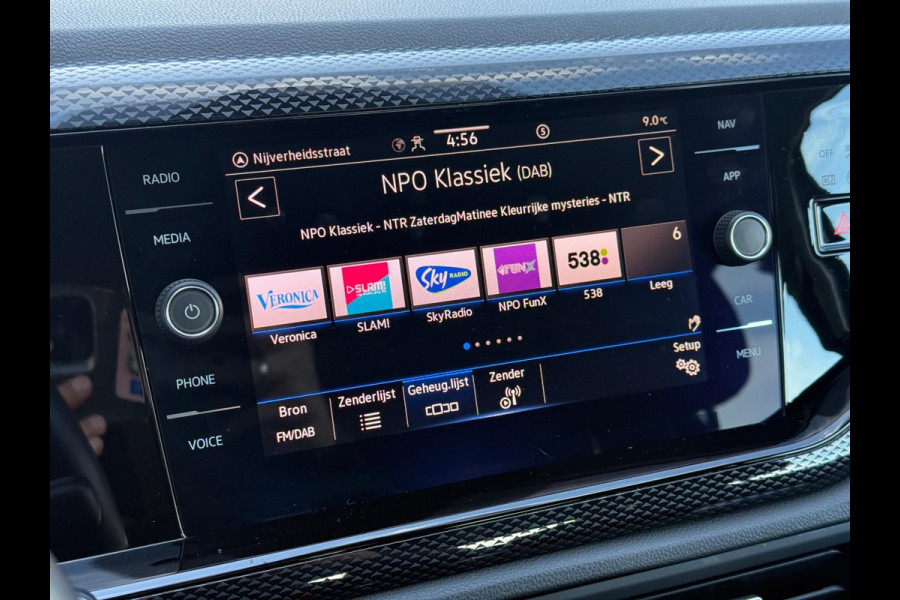 NAV
9.0°C
5
4:56
Nijverheidsstraat
RADIO
APP
OFF
NPO Klassiek (DAB)
NPO Klassiek - NTR ZaterdagMatinee Kleurrijke mysteries - NTR
MEDIA
6
VERONICA
SLAM!
Sky RADIO
FUNX
538
Veronica
SLAM!
SkyRadio
NPO FunX
538
Leeg
CAR
MENU
Setup
PHONE
Bron
Zenderlijst
Geheug.lijst
Zender
FM/DAB
VOICE